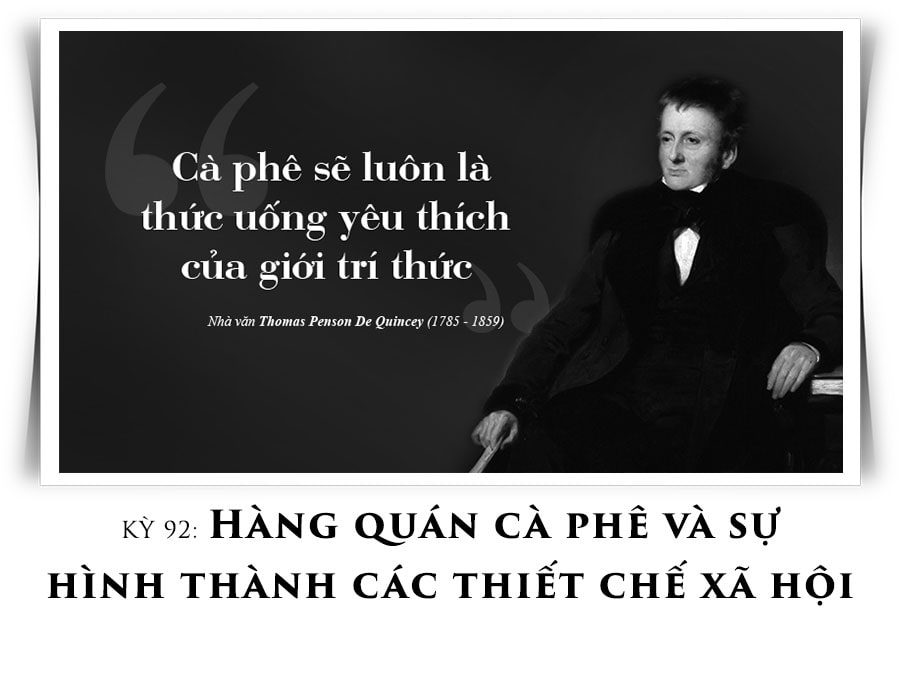 Cà phê sẽ luôn là
thức uống yêu thích
của giới trí thức
Nhà văn Thomas Penson De Quincey (1785 - 1859)
KỲ 92: HÀNG QUÁN CÀ PHÊ VÀ SỰ
HÌNH THÀNH CÁC THIẾT CHẾ XÃ HỘI